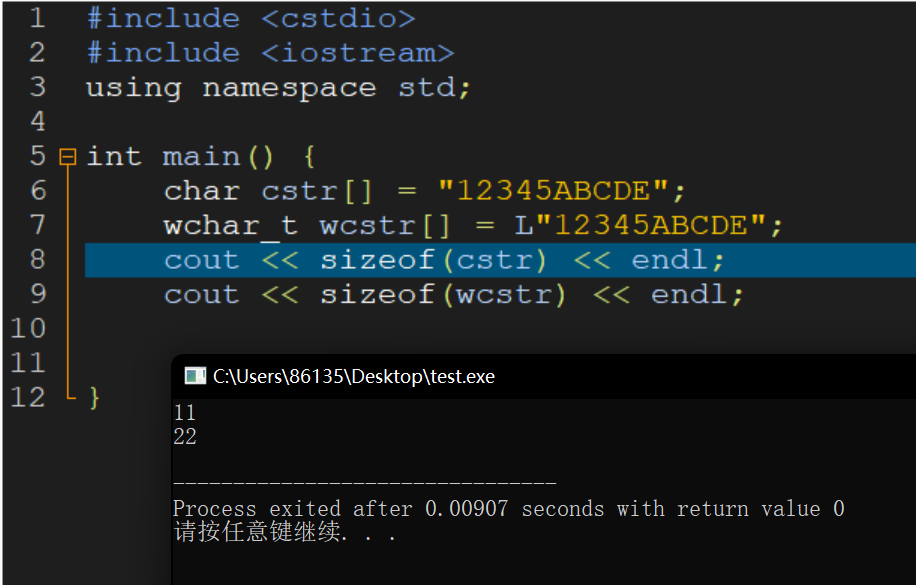 1 #include <cstdio>
2 #include <iostream>
3 using namespace std;
4
5 int main() {
6 char cstr[] = "12345ABCDE";
7 wchar_t wcstr[] = L"12345ABCDE";
8 cout << sizeof(cstr) << endl;
9 cout << sizeof(wcstr) << endl;
10
11
12 }
C:\Users\86135\Desktop\test.exe
11
22
--------------------------------
Process exited after 0.00907 seconds with return value 0
请按任意键继续. . .